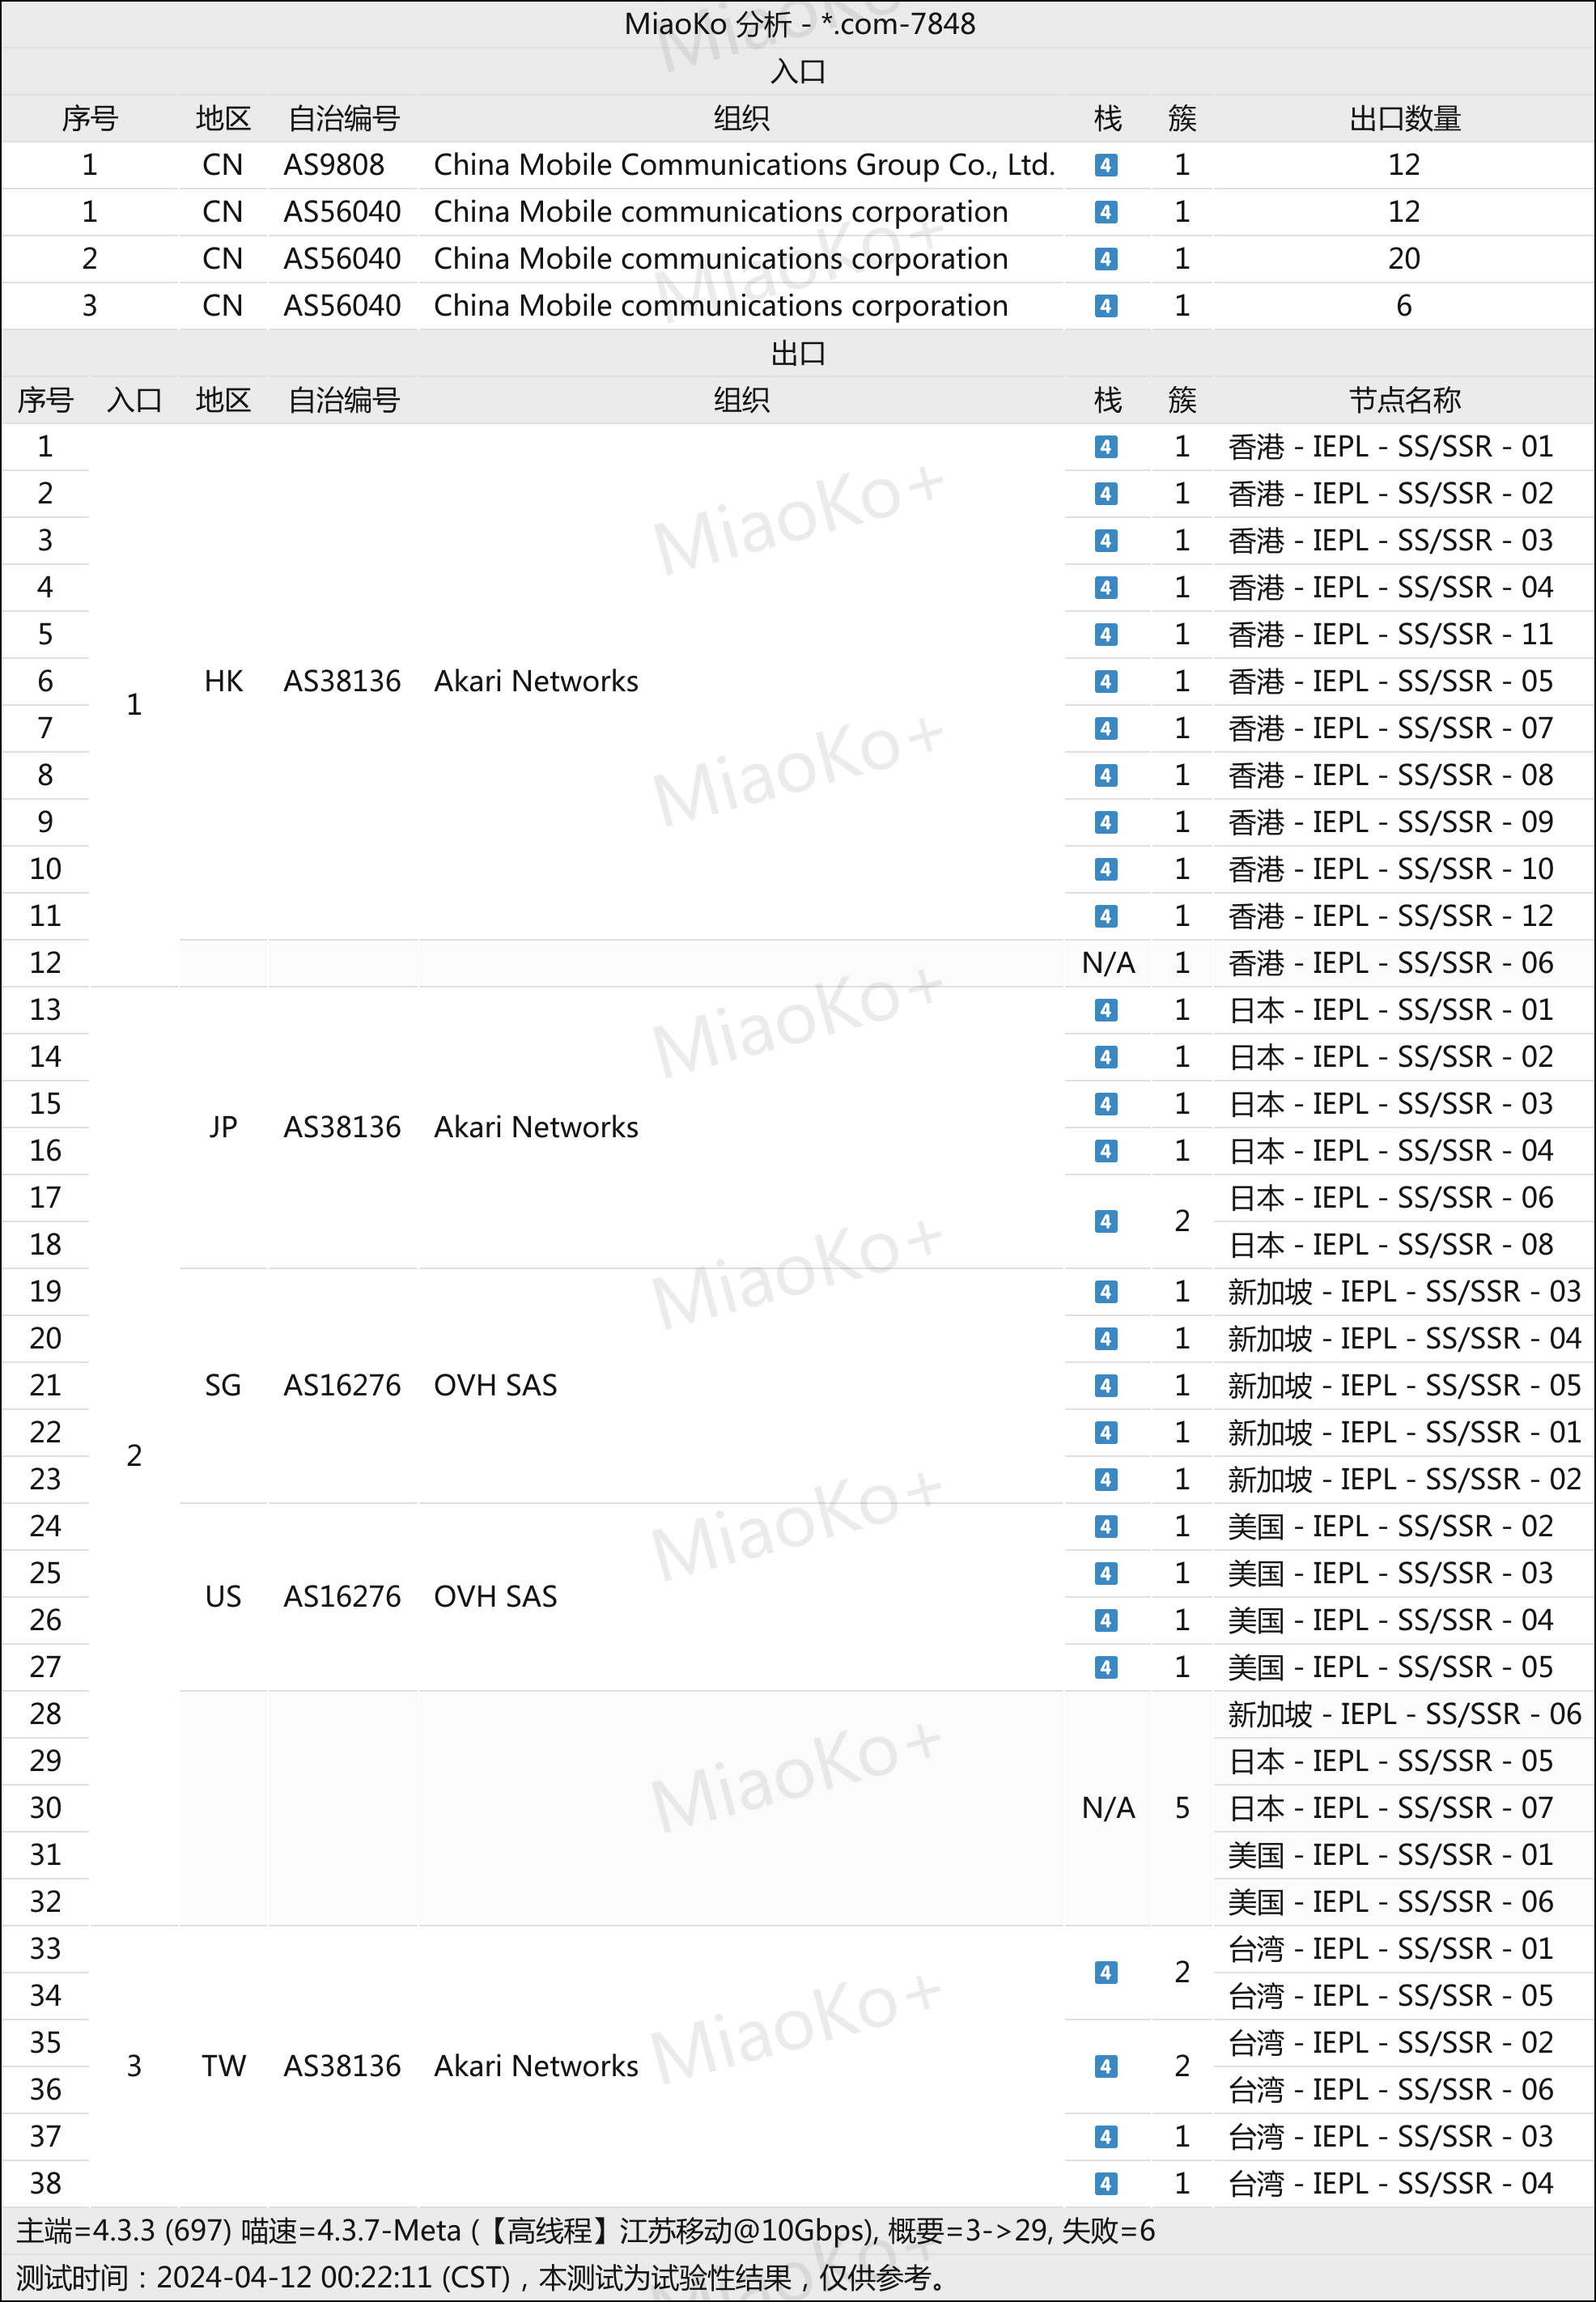 MiaoKo 分析 - *.com-7848
入口
序号 地区 自治编号 组织 栈 簇 出口数量
1 CN AS9808 China Mobile Communications Group Co., Ltd. 4 1 12
1 CN AS56040 China Mobile communications corporation 4 1 12
2 CN AS56040 China Mobile communications corporation 4 1 20
3 CN AS56040 China Mobile communications corporation 4 1 6
出口
序号 入口 地区 自治编号 组织 栈 簇 节点名称
1 4 1 香港 - IEPL - SS/SSR - 01
2 4 1 香港 - IEPL - SS/SSR - 02
3 4 1 香港 - IEPL - SS/SSR - 03
4 4 1 香港 - IEPL - SS/SSR - 04
5 4 1 香港 - IEPL - SS/SSR - 11
6 1 HK AS38136 Akari Networks 4 1 香港 - IEPL - SS/SSR - 05
7 4 1 香港 - IEPL - SS/SSR - 07
8 4 1 香港 - IEPL - SS/SSR - 08
9 4 1 香港 - IEPL - SS/SSR - 09
10 4 1 香港 - IEPL - SS/SSR - 10
11 4 1 香港 - IEPL - SS/SSR - 12
12 N/A 1 香港 - IEPL - SS/SSR - 06
13 4 1 日本 - IEPL - SS/SSR - 01
14 4 1 日本 - IEPL - SS/SSR - 02
15 JP AS38136 Akari Networks 4 1 日本 - IEPL - SS/SSR - 03
16 4 1 日本 - IEPL - SS/SSR - 04
17 4 2 日本 - IEPL - SS/SSR - 06
18 日本 - IEPL - SS/SSR - 08
19 4 1 新加坡 - IEPL - SS/SSR - 03
20 4 1 新加坡 - IEPL - SS/SSR - 04
21 SG AS16276 OVH SAS 4 1 新加坡 - IEPL - SS/SSR - 05
22 2 4 1 新加坡 - IEPL - SS/SSR - 01
23 4 1 新加坡 - IEPL - SS/SSR - 02
24 4 1 美国 - IEPL - SS/SSR - 02
25 US AS16276 OVH SAS 4 1 美国 - IEPL - SS/SSR - 03
26 4 1 美国 - IEPL - SS/SSR - 04
27 4 1 美国 - IEPL - SS/SSR - 05
28 新加坡 - IEPL - SS/SSR - 06
29 日本 - IEPL - SS/SSR - 05
30 N/A 5 日本 - IEPL - SS/SSR - 07
31 美国 - IEPL - SS/SSR - 01
32 美国 - IEPL - SS/SSR - 06
33 4 2 台湾 - IEPL - SS/SSR - 01
34 台湾 - IEPL - SS/SSR - 05
35 3 TW AS38136 Akari Networks 4 2 台湾 - IEPL - SS/SSR - 02
36 台湾 - IEPL - SS/SSR - 06
37 4 1 台湾 - IEPL - SS/SSR - 03
38 4 1 台湾 - IEPL - SS/SSR - 04
主端=4.3.3 (697) 喵速=4.3.7-Meta (【高线程】江苏移动@10Gbps), 概要=3->29, 失败=6
测试时间：2024-04-12 00:22:11 (CST)，本测试为试验性结果，仅供参考。
MiaoKo+
MiaoKo+
MiaoKo+
MiaoKo+
MiaoKo+
MiaoKo+
MiaoKo+
MiaoKo+